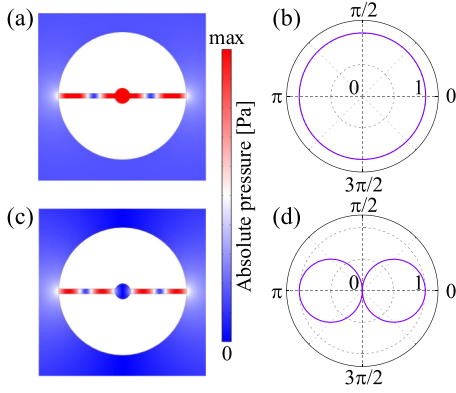 (a)
max
Absolute pressure [Pa]
0
(b)
π/2
π
0
1
0
3π/2
(c)
(d)
π/2
π
0
1
0
3π/2